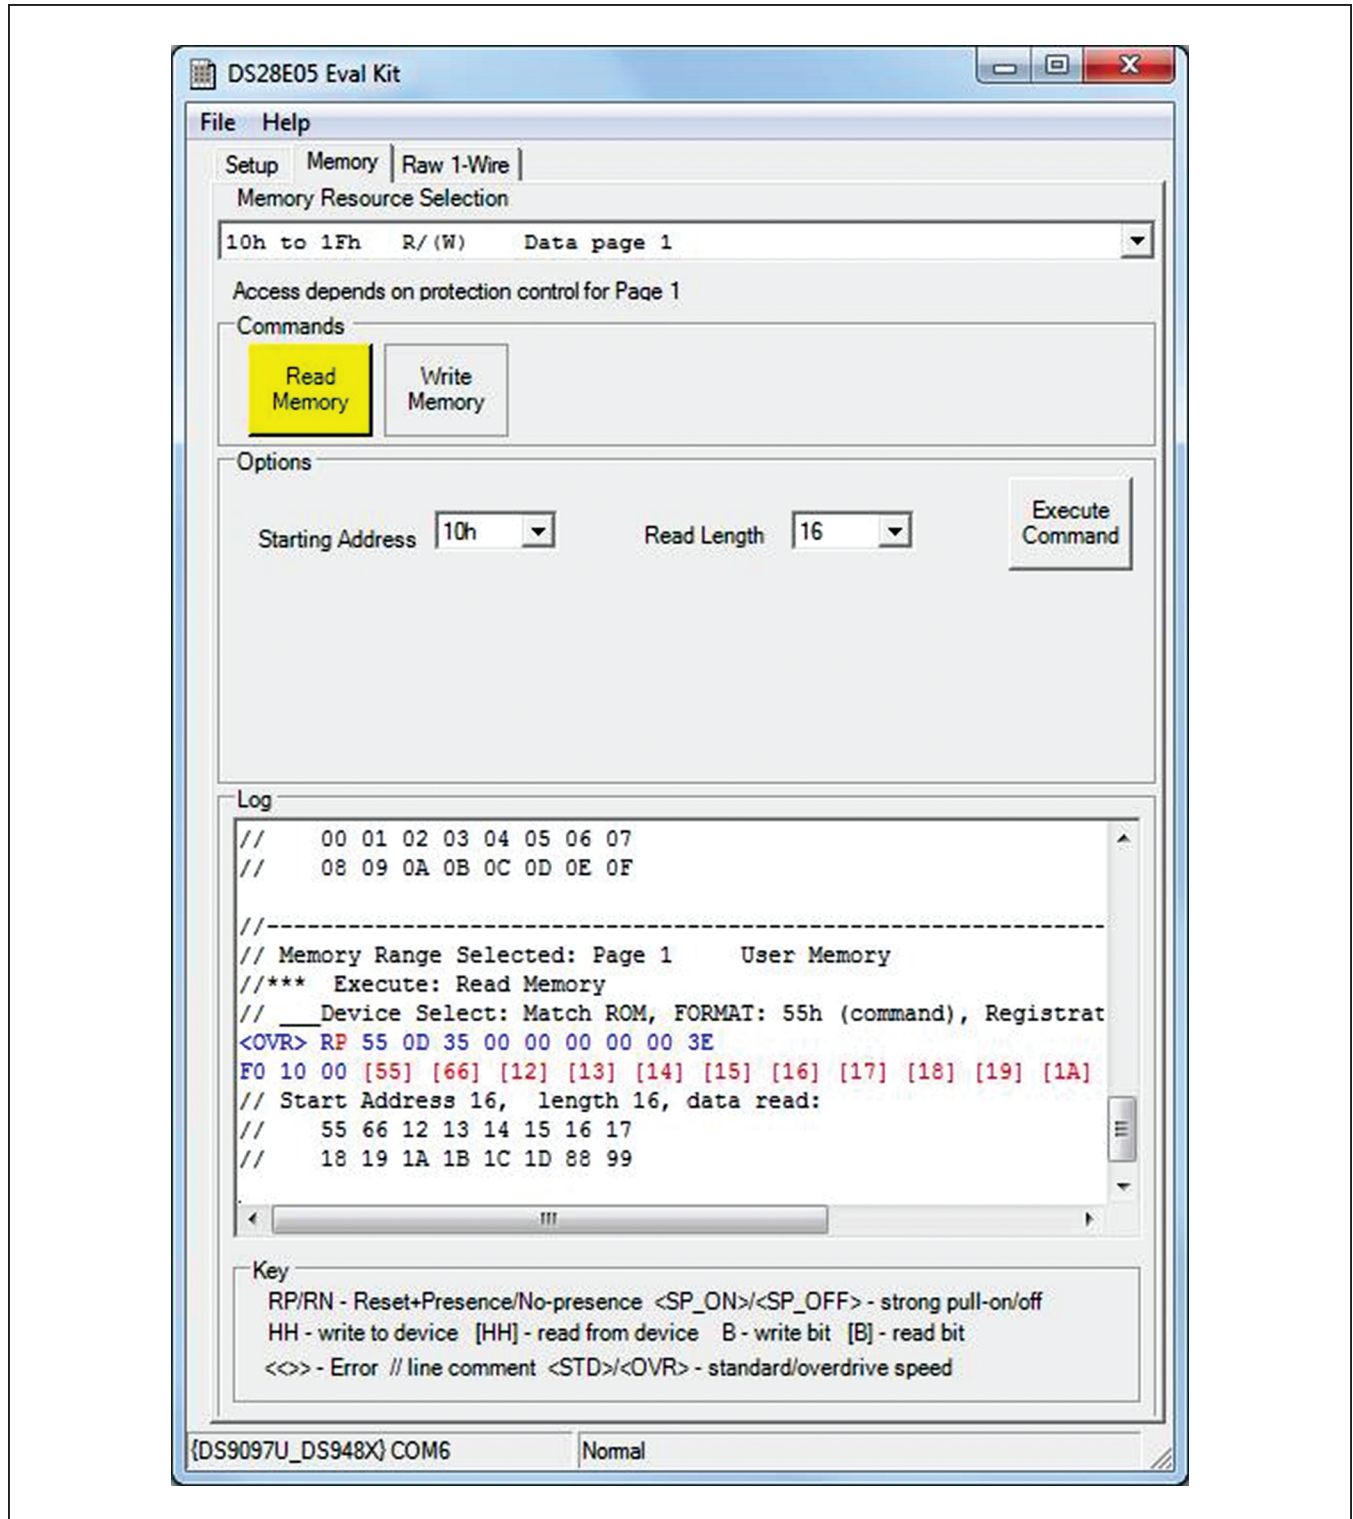 DS28E05 Eval Kit
File Help
Setup Memory Raw 1-Wire
Memory Resource Selection
10h to 1Fh R/(W) Data page 1
Access depends on protection control for Page 1
Commands
Read Memory
Write Memory
Options
Starting Address 10h Read Length 16
Execute Command
Log
// 00 01 02 03 04 05 06 07
// 08 09 0A 0B 0C 0D 0E 0F
//--------------------------------------------------------------
// Memory Range Selected: Page 1 User Memory
//*** Execute: Read Memory
// ___Device Select: Match ROM, FORMAT: 55h (command), Registrat
<OVR> RP 55 0D 35 00 00 00 00 00 3E
F0 10 00 [55] [66] [12] [13] [14] [15] [16] [17] [18] [19] [1A]
// Start Address 16, length 16, data read:
// 55 66 12 13 14 15 16 17
// 18 19 1A 1B 1C 1D 88 99
Key
RP/RN - Reset+Presence/No-presence <SP_ON>/<SP_OFF> - strong pull-on/off
HH - write to device [HH] - read from device B - write bit [B] - read bit
<<>> - Error // line comment <STD>/<OVR> - standard/overdrive speed
{DS9097U_DS948X} COM6 Normal